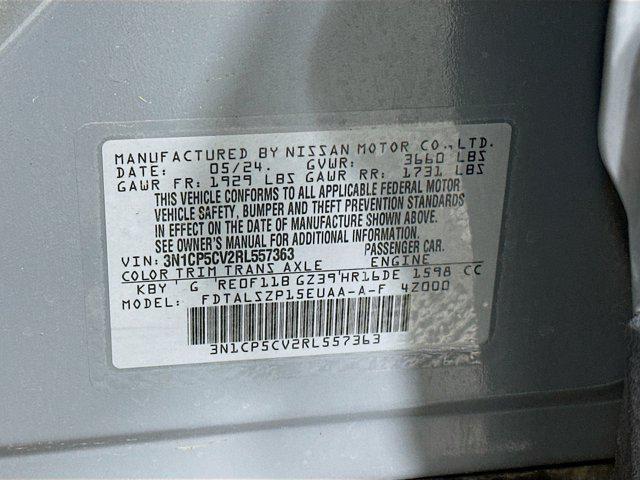 MANUFACTURED BY NISSAN MOTOR CO., LTD.
DATE: 05/24. GVWR: 3660 LBS
GAWR FR: 1929 LBS GAWR RR: 1731 LBS
THIS VEHICLE CONFORMS TO ALL APPLICABLE FEDERAL MOTOR
VEHICLE SAFETY, BUMPER AND THEFT PREVENTION STANDARDS
IN EFFECT ON THE DATE OF MANUFACTURE SHOWN ABOVE.
SEE OWNER'S MANUAL FOR ADDITIONAL INFORMATION.
VIN: 3N1CP5CV2RL557363 PASSENGER CAR.
COLOR TRIM TRANS AXLE ENGINE
KBY G RE0F11B GZ39 HR16DE 1598 CC
MODEL: FDTALSZP15EUAA-A-F 4Z000
3N1CP5CV2RL557363